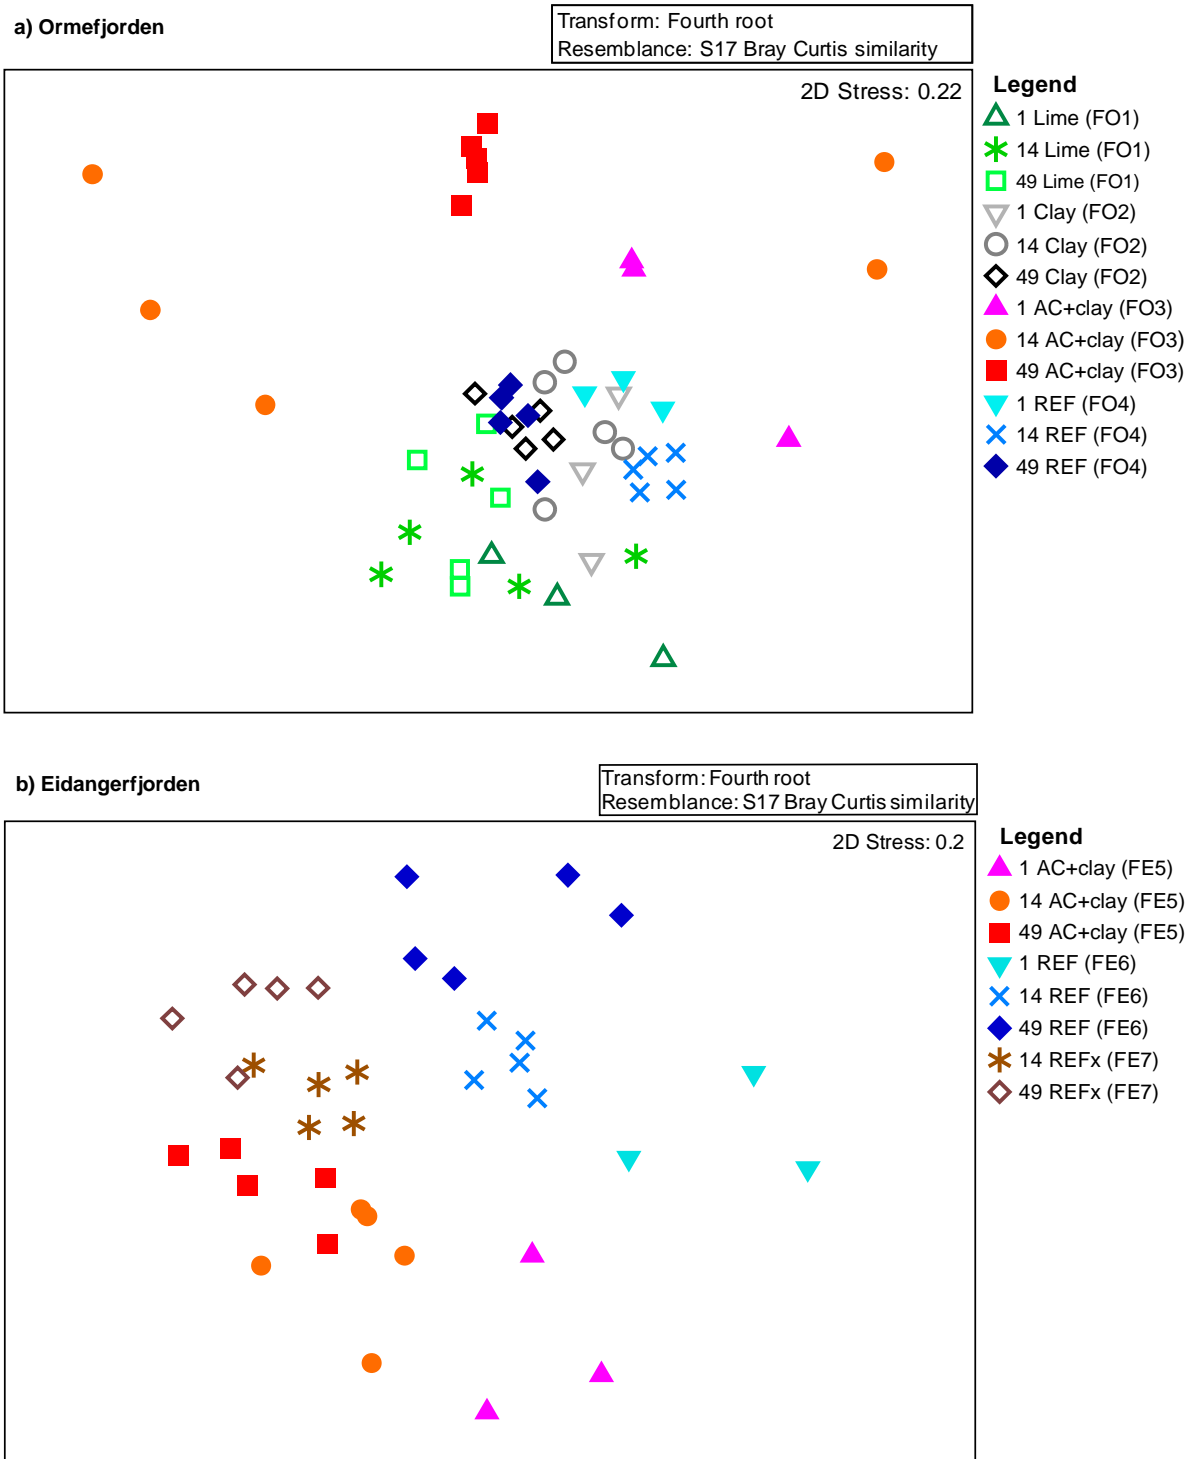 a) Ormefjorden
Transform: Fourth root
Resemblance: S17 Bray Curtis similarity
2D Stress: 0.22
Legend
1 Lime (FO1)
14 Lime (FO1)
49 Lime (FO1)
1 Clay (FO2)
14 Clay (FO2)
49 Clay (FO2)
1 AC+clay (FO3)
14 AC+clay (FO3)
49 AC+clay (FO3)
1 REF (FO4)
14 REF (FO4)
49 REF (FO4)
b) Eidangerfjorden
Transform: Fourth root
Resemblance: S17 Bray Curtis similarity
2D Stress: 0.2
Legend
1 AC+clay (FE5)
14 AC+clay (FE5)
49 AC+clay (FE5)
1 REF (FE6)
14 REF (FE6)
49 REF (FE6)
14 REFx (FE7)
49 REFx (FE7)